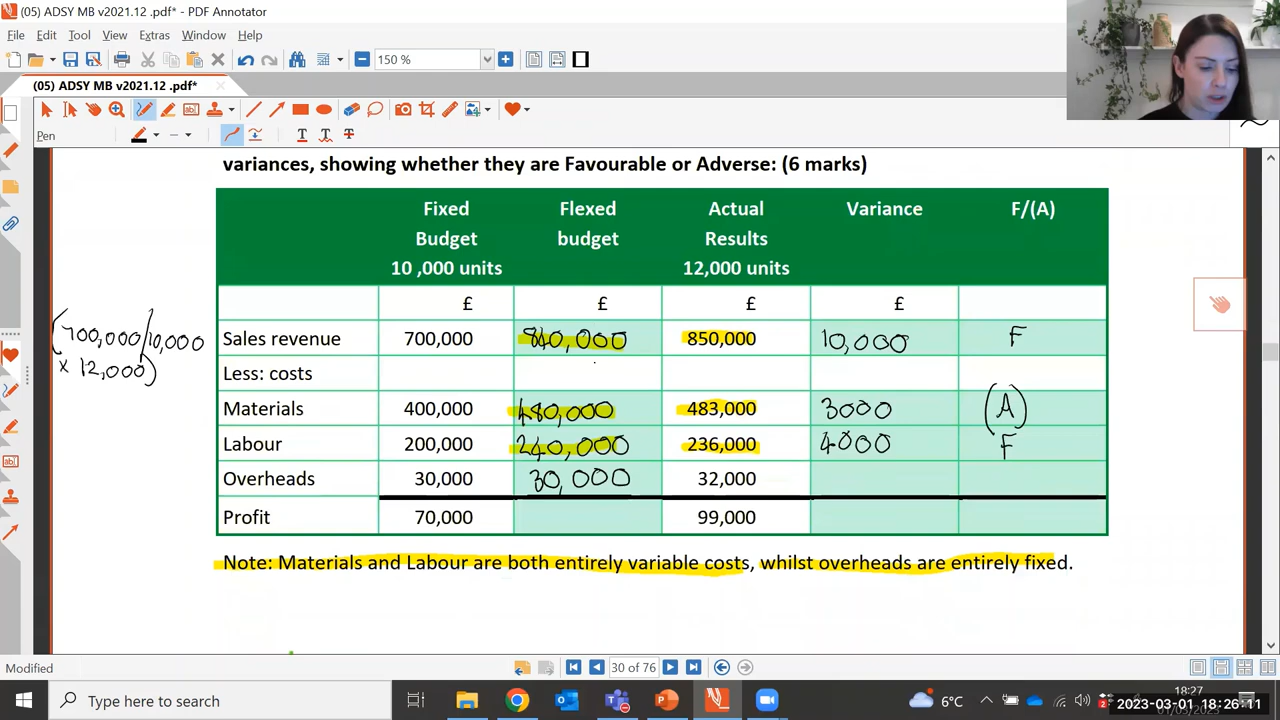 (05) ADSY MB v2021.12 .pdf* - PDF Annotator
File Edit Tool View Extras Window Help
150 %
(05) ADSY MB v2021.12 .pdf*
Pen
variances, showing whether they are Favourable or Adverse: (6 marks)
Fixed Budget 10 ,000 units Flexed budget Actual Results 12,000 units Variance F/(A)
£ £ £ £
Sales revenue 700,000 840,000 850,000 10,000 F
(700,000/10,000
x 12,000)
Less: costs
Materials 400,000 480,000 483,000 3000 (A)
Labour 200,000 240,000 236,000 4000 F
Overheads 30,000 30,000 32,000
Profit 70,000 99,000
Note: Materials and Labour are both entirely variable costs, whilst overheads are entirely fixed.
Modified 30 of 76
Type here to search 6°C 18:27
2023-03-01 18:26:11